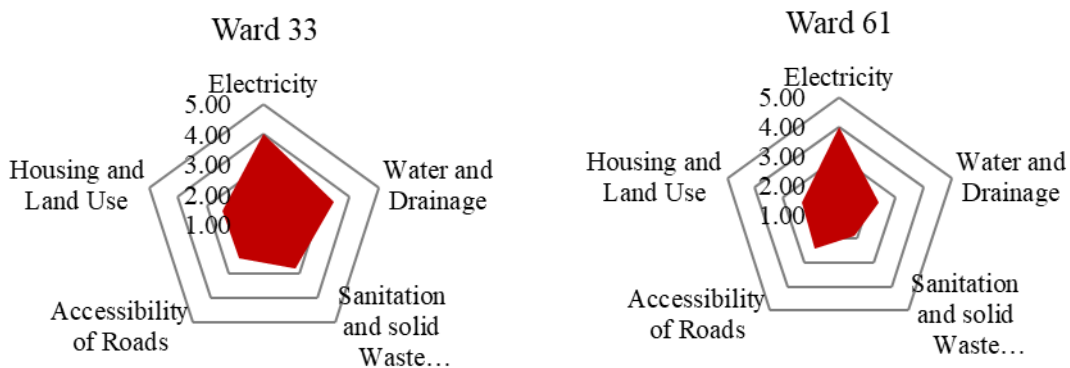 Ward 33
Electricity
5.00
4.00
3.00
2.00
1.00
Housing and
Land Use
Water and
Drainage
Accessibility
of Roads
Sanitation
and solid
Waste…
Ward 61
Electricity
5.00
4.00
3.00
2.00
1.00
Housing and
Land Use
Water and
Drainage
Accessibility
of Roads
Sanitation
and solid
Waste…